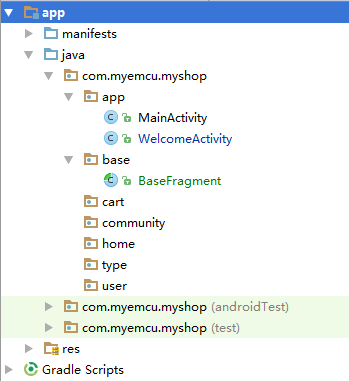 app
manifests
java
com.myemcu.myshop
app
MainActivity
WelcomeActivity
base
BaseFragment
cart
community
home
type
user
com.myemcu.myshop (androidTest)
com.myemcu.myshop (test)
res
Gradle Scripts